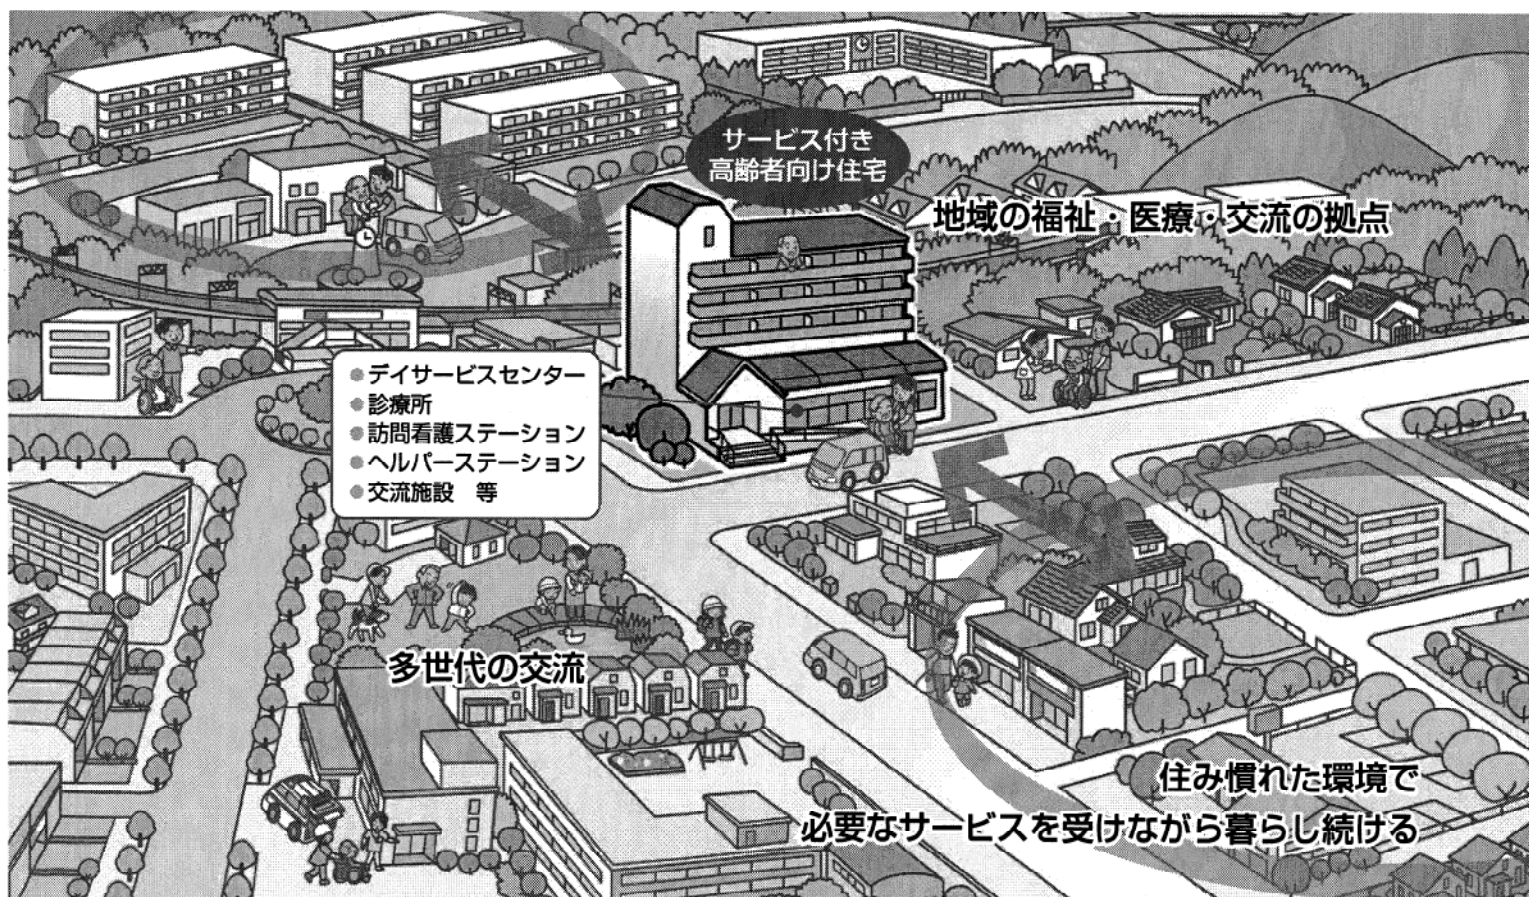 サービス付き
高齢者向け住宅
地域の福祉・医療・交流の拠点
●デイサービスセンター
●診療所
●訪問看護ステーション
●ヘルパーステーション
●交流施設　等
多世代の交流
住み慣れた環境で
必要なサービスを受けながら暮らし続ける